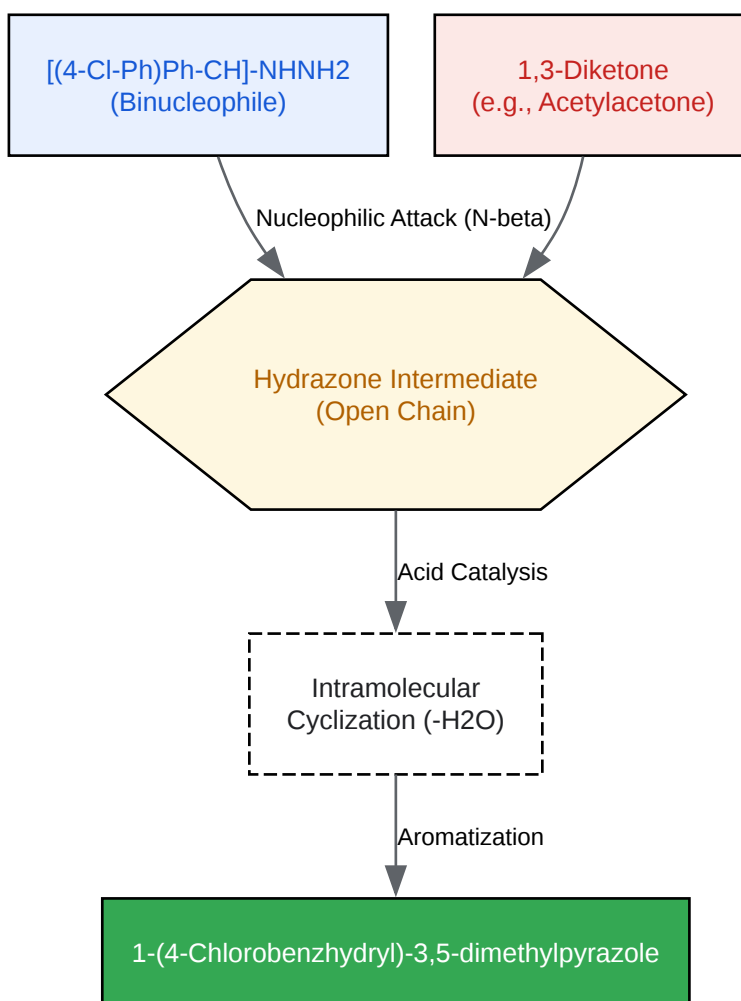 [(4-Cl-Ph)Ph-CH]-NHNH2
(Binucleophile)
1,3-Diketone
(e.g., Acetylacetone)
Nucleophilic Attack (N-beta)
Hydrazone Intermediate
(Open Chain)
Acid Catalysis
Intramolecular
Cyclization (-H2O)
Aromatization
1-(4-Chlorobenzhydryl)-3,5-dimethylpyrazole